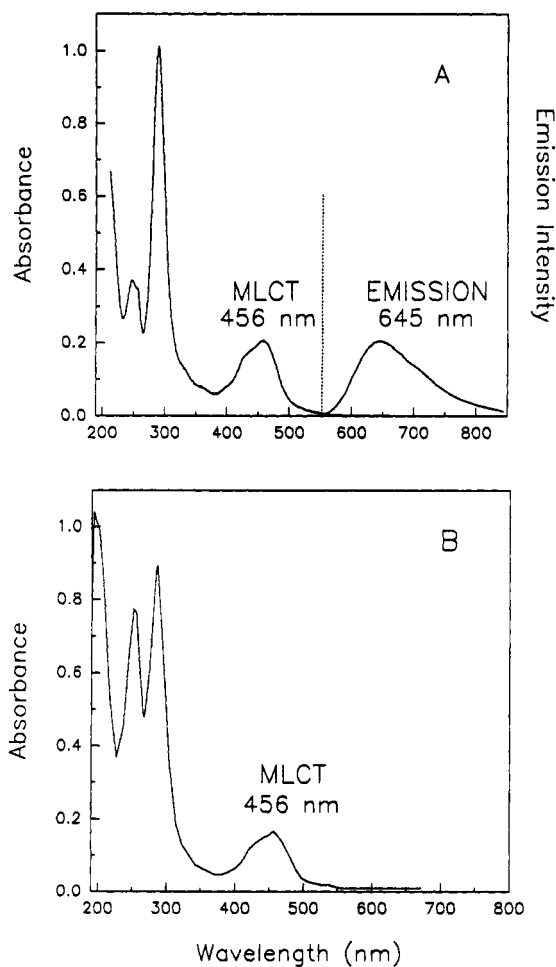 A
1.0
0.8
0.6
0.4
0.2
0.0
Absorbance
Emission Intensity
MLCT
456 nm
EMISSION
645 nm
200 300 400 500 600 700 800
B
1.0
0.8
0.6
0.4
0.2
0.0
Absorbance
MLCT
456 nm
200 300 400 500 600 700 800
Wavelength (nm)